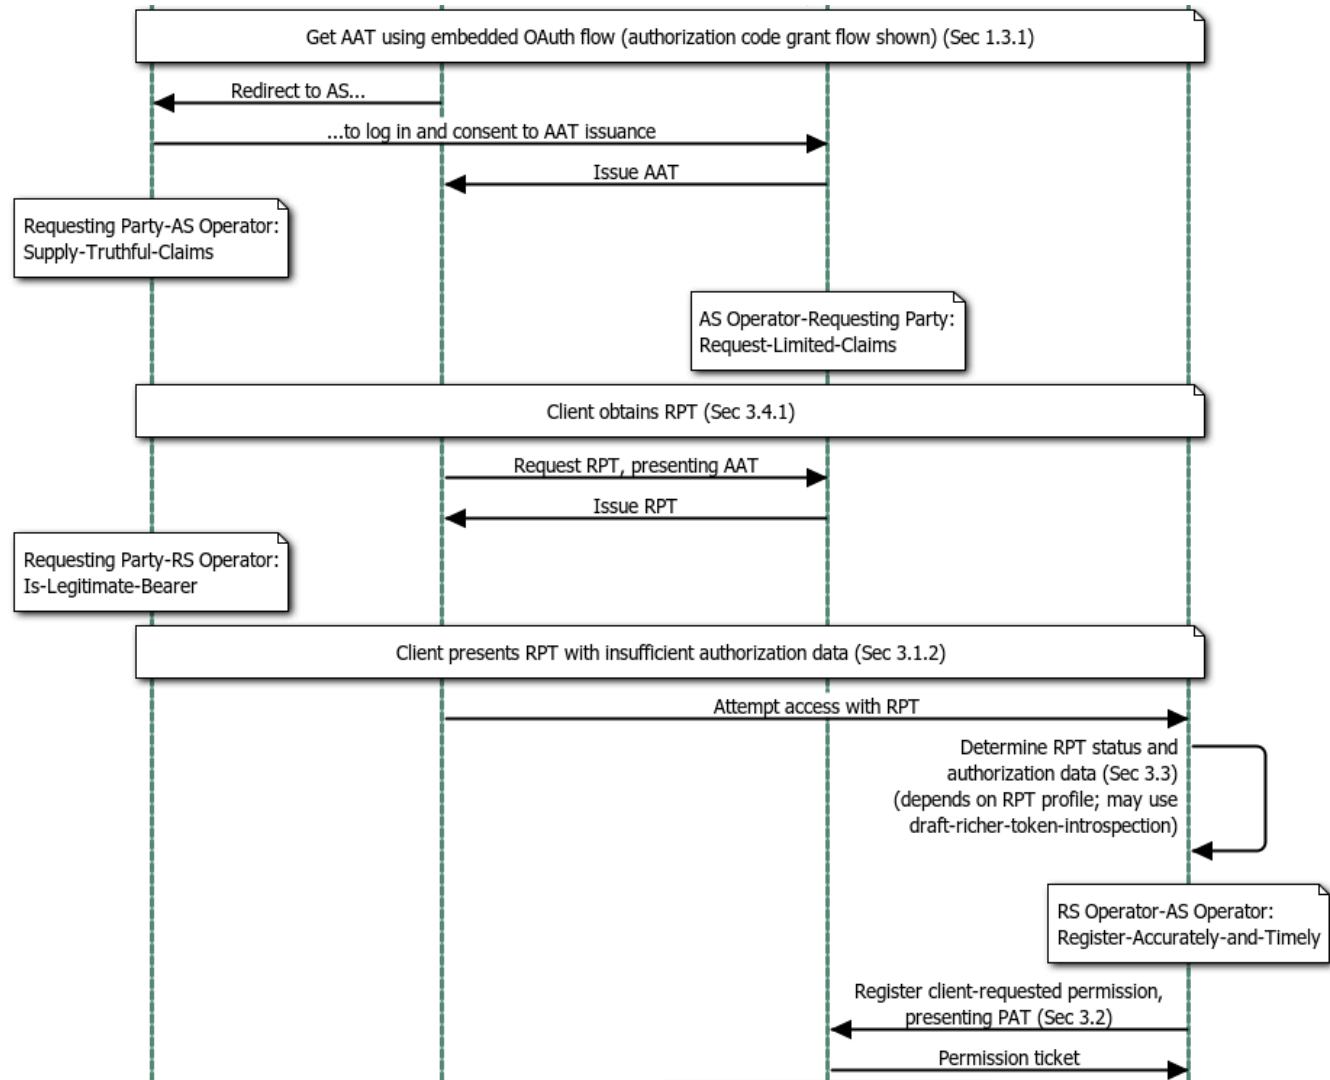 Get AAT using embedded OAuth flow (authorization code grant flow shown) (Sec 1.3.1)
Redirect to AS...
...to log in and consent to AAT issuance
Issue AAT
Requesting Party-AS Operator:
Supply-Truthful-Claims
AS Operator-Requesting Party:
Request-Limited-Claims
Client obtains RPT (Sec 3.4.1)
Request RPT, presenting AAT
Issue RPT
Requesting Party-RS Operator:
Is-Legitimate-Bearer
Client presents RPT with insufficient authorization data (Sec 3.1.2)
Attempt access with RPT
Determine RPT status and
authorization data (Sec 3.3)
(depends on RPT profile; may use
draft-richer-token-introspection)
RS Operator-AS Operator:
Register-Accurately-and-Timely
Register client-requested permission,
presenting PAT (Sec 3.2)
Permission ticket